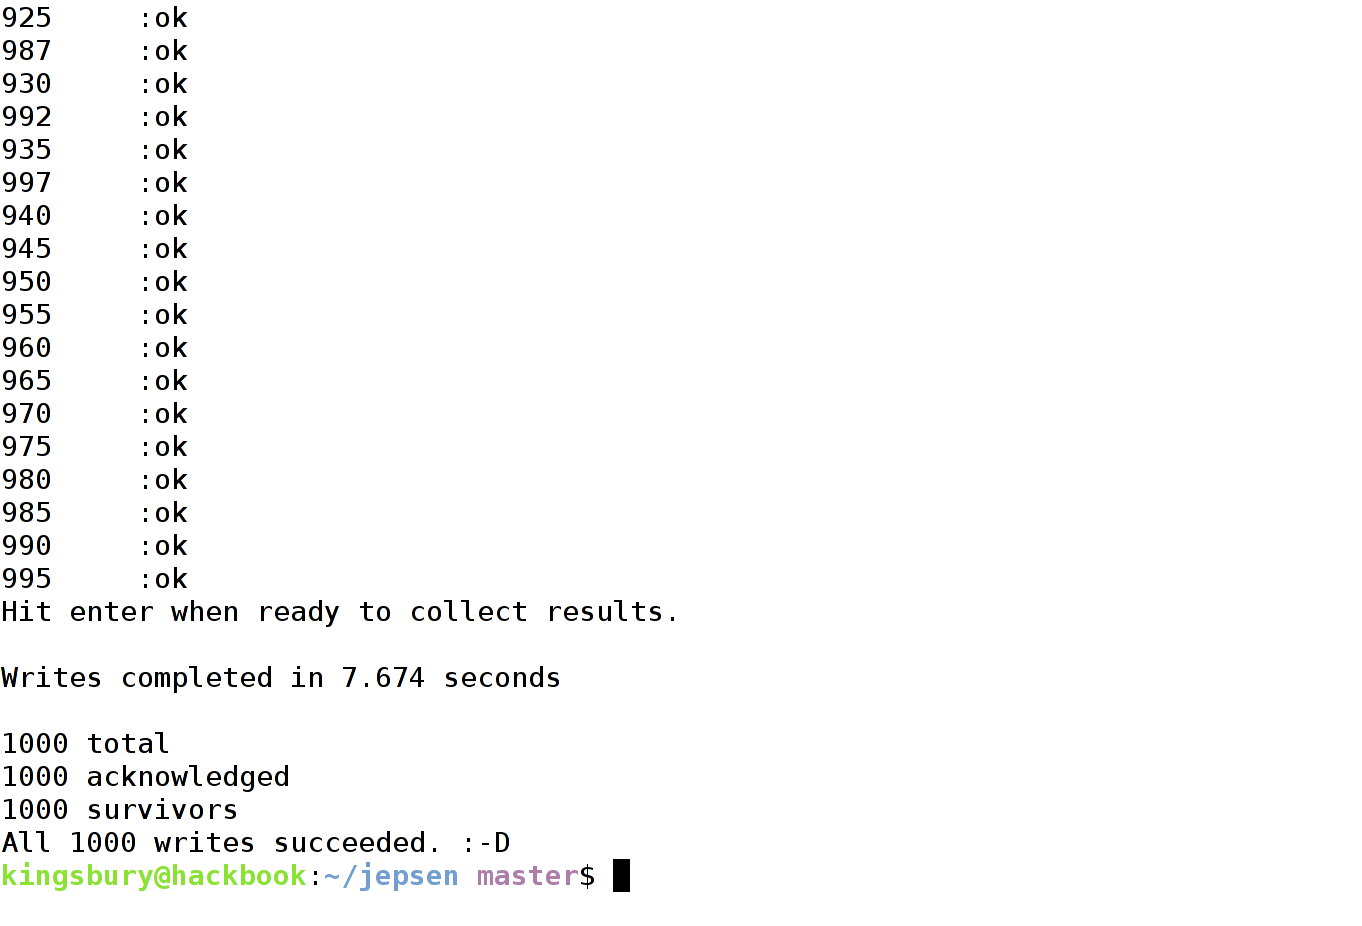 925     :ok
987     :ok
930     :ok
992     :ok
935     :ok
997     :ok
940     :ok
945     :ok
950     :ok
955     :ok
960     :ok
965     :ok
970     :ok
975     :ok
980     :ok
985     :ok
990     :ok
995     :ok
Hit enter when ready to collect results.
Writes completed in 7.674 seconds
1000 total
1000 acknowledged
1000 survivors
All 1000 writes succeeded. :-D
kingsbury@hackbook:~/jepsen master$